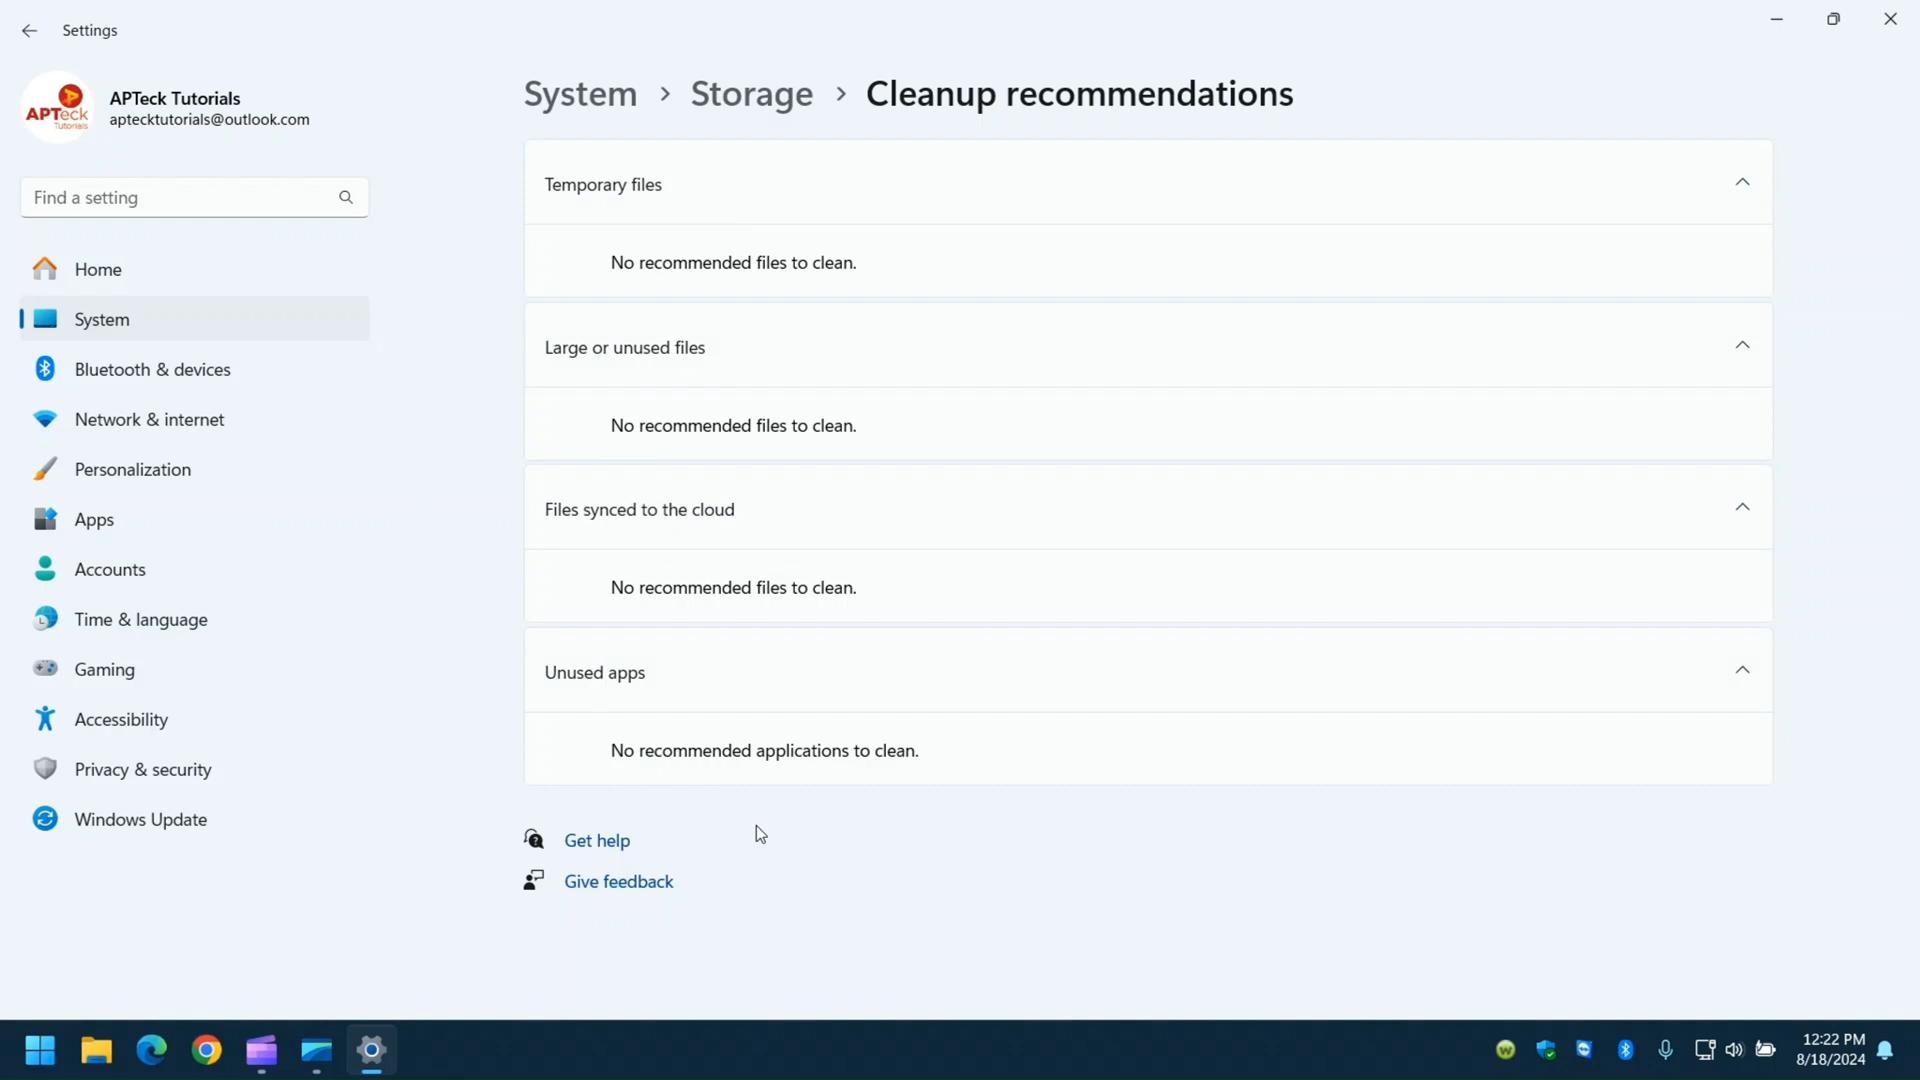 Settings
APTeck
Tutorials
APTeck Tutorials
aptecktutorials@outlook.com
Find a setting
Home
System
Bluetooth & devices
Network & internet
Personalization
Apps
Accounts
Time & language
Gaming
Accessibility
Privacy & security
Windows Update
System > Storage > Cleanup recommendations
Temporary files
No recommended files to clean.
Large or unused files
No recommended files to clean.
Files synced to the cloud
No recommended files to clean.
Unused apps
No recommended applications to clean.
Get help
Give feedback
W
12:22 PM
8/18/2024